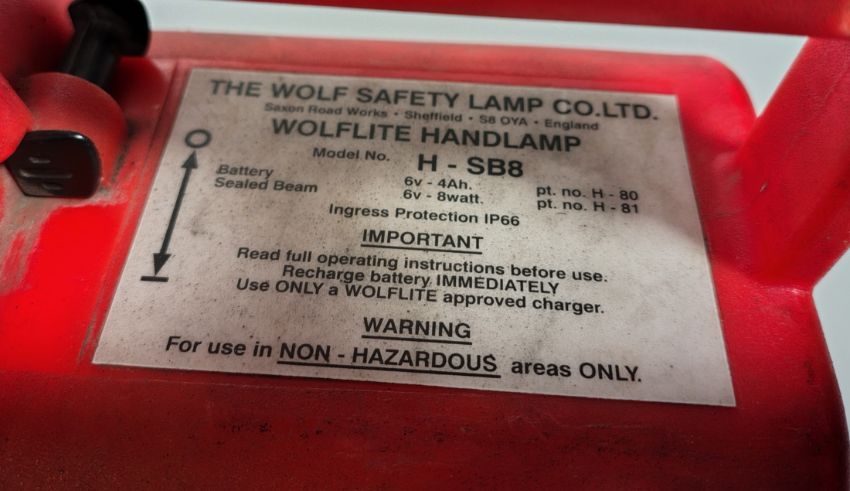 THE WOLF SAFETY LAMP CO.LTD.
Saxon Road Works • Sheffield • S8 OYA • England
WOLFLITE HANDLAMP
Model No. H - SB8
Battery 6v - 4Ah. pt. no. H - 80
Sealed Beam 6v - 8watt. pt. no. H - 81
Ingress Protection IP66
IMPORTANT
Read full operating instructions before use.
Recharge battery IMMEDIATELY
Use ONLY a WOLFLITE approved charger.
WARNING
For use in NON - HAZARDOUS areas ONLY.